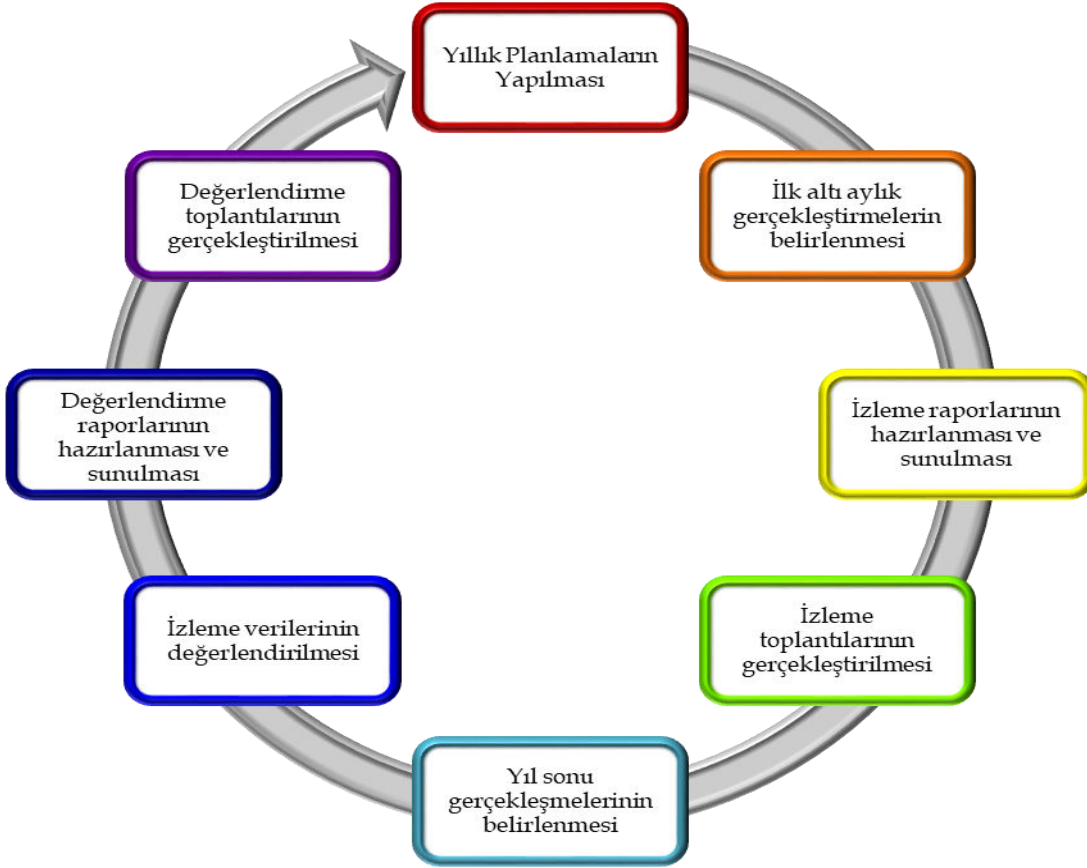 Yıllık Planlamaların
Yapılması
İlk altı aylık
gerçekleştirmelerin
belirlenmesi
İzleme raporlarının
hazırlanması ve
sunulması
İzleme
toplantılarının
gerçekleştirilmesi
Yıl sonu
gerçekleşmelerinin
belirlenmesi
İzleme verilerinin
değerlendirilmesi
Değerlendirme
raporlarının
hazırlanması ve
sunulması
Değerlendirme
toplantılarının
gerçekleştirilmesi